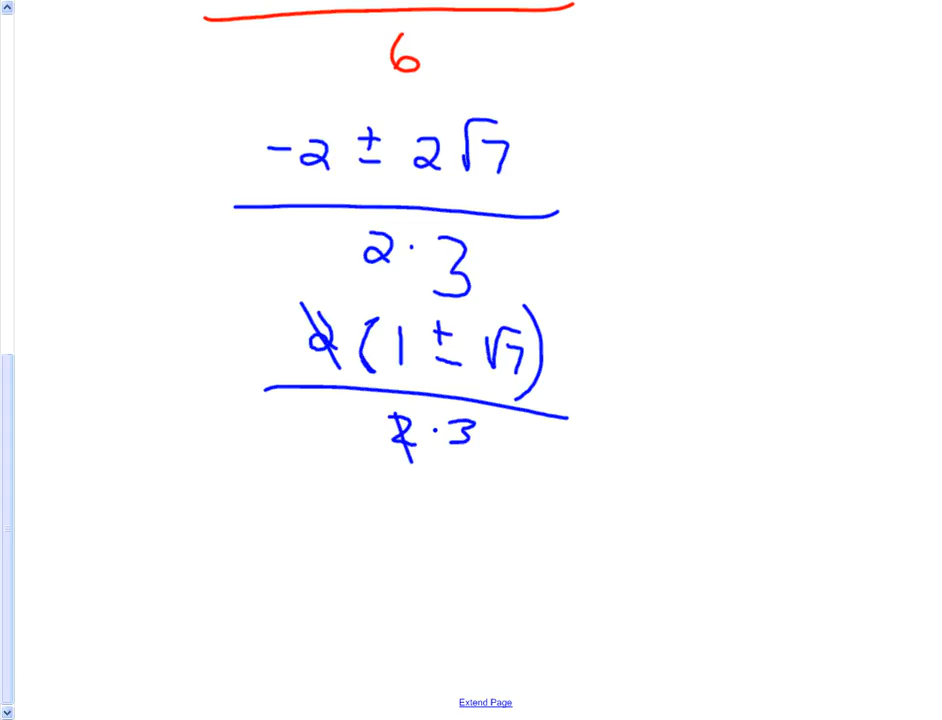 6
-2 ± 2√7
2 · 3
2 (1 ± √7)
2 · 3
Extend Page